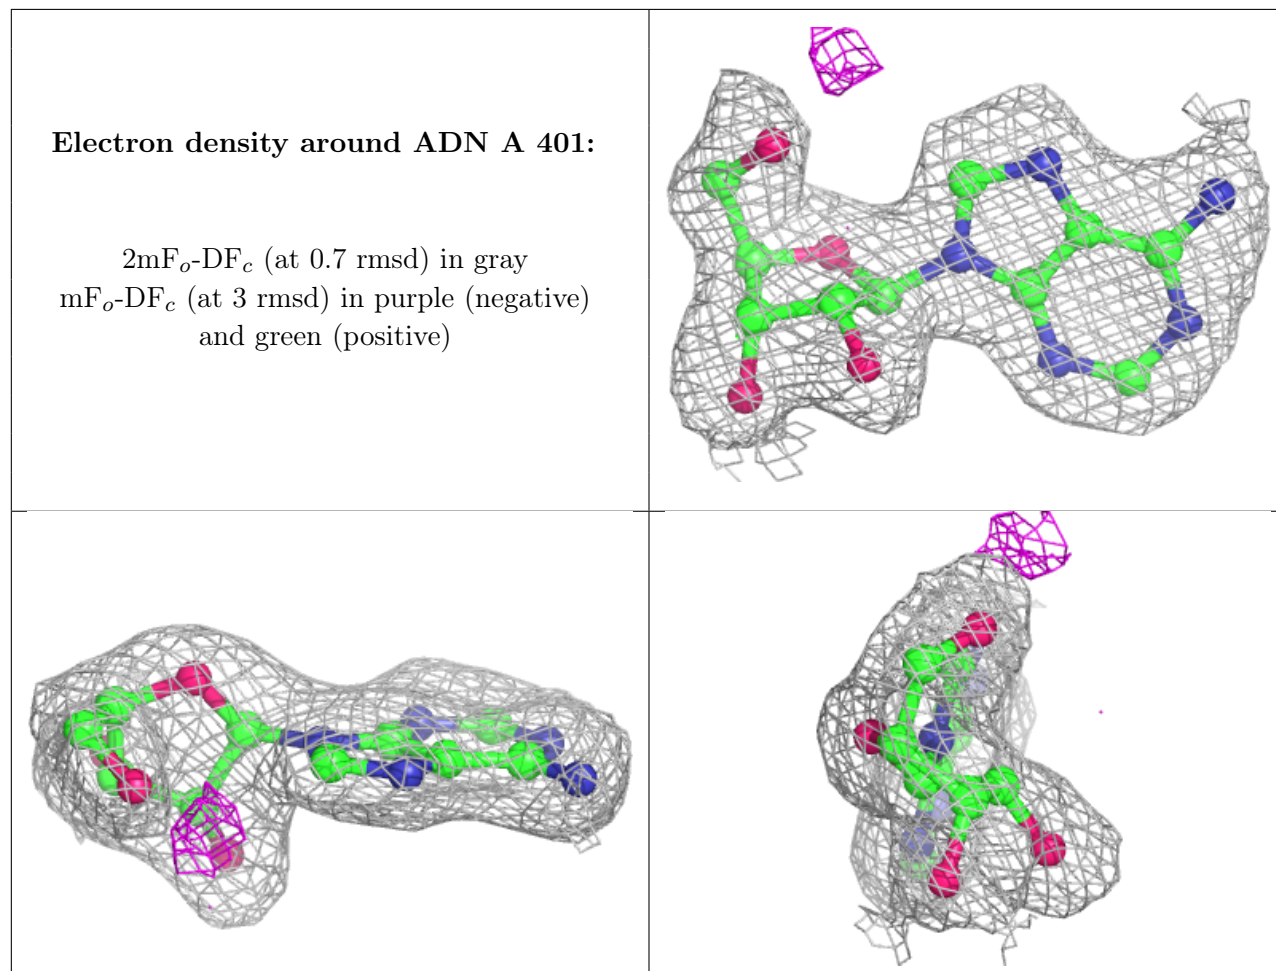 Electron density around ADN A 401:
2mFo-DFc (at 0.7 rmsd) in gray
mFo-DFc (at 3 rmsd) in purple (negative)
and green (positive)